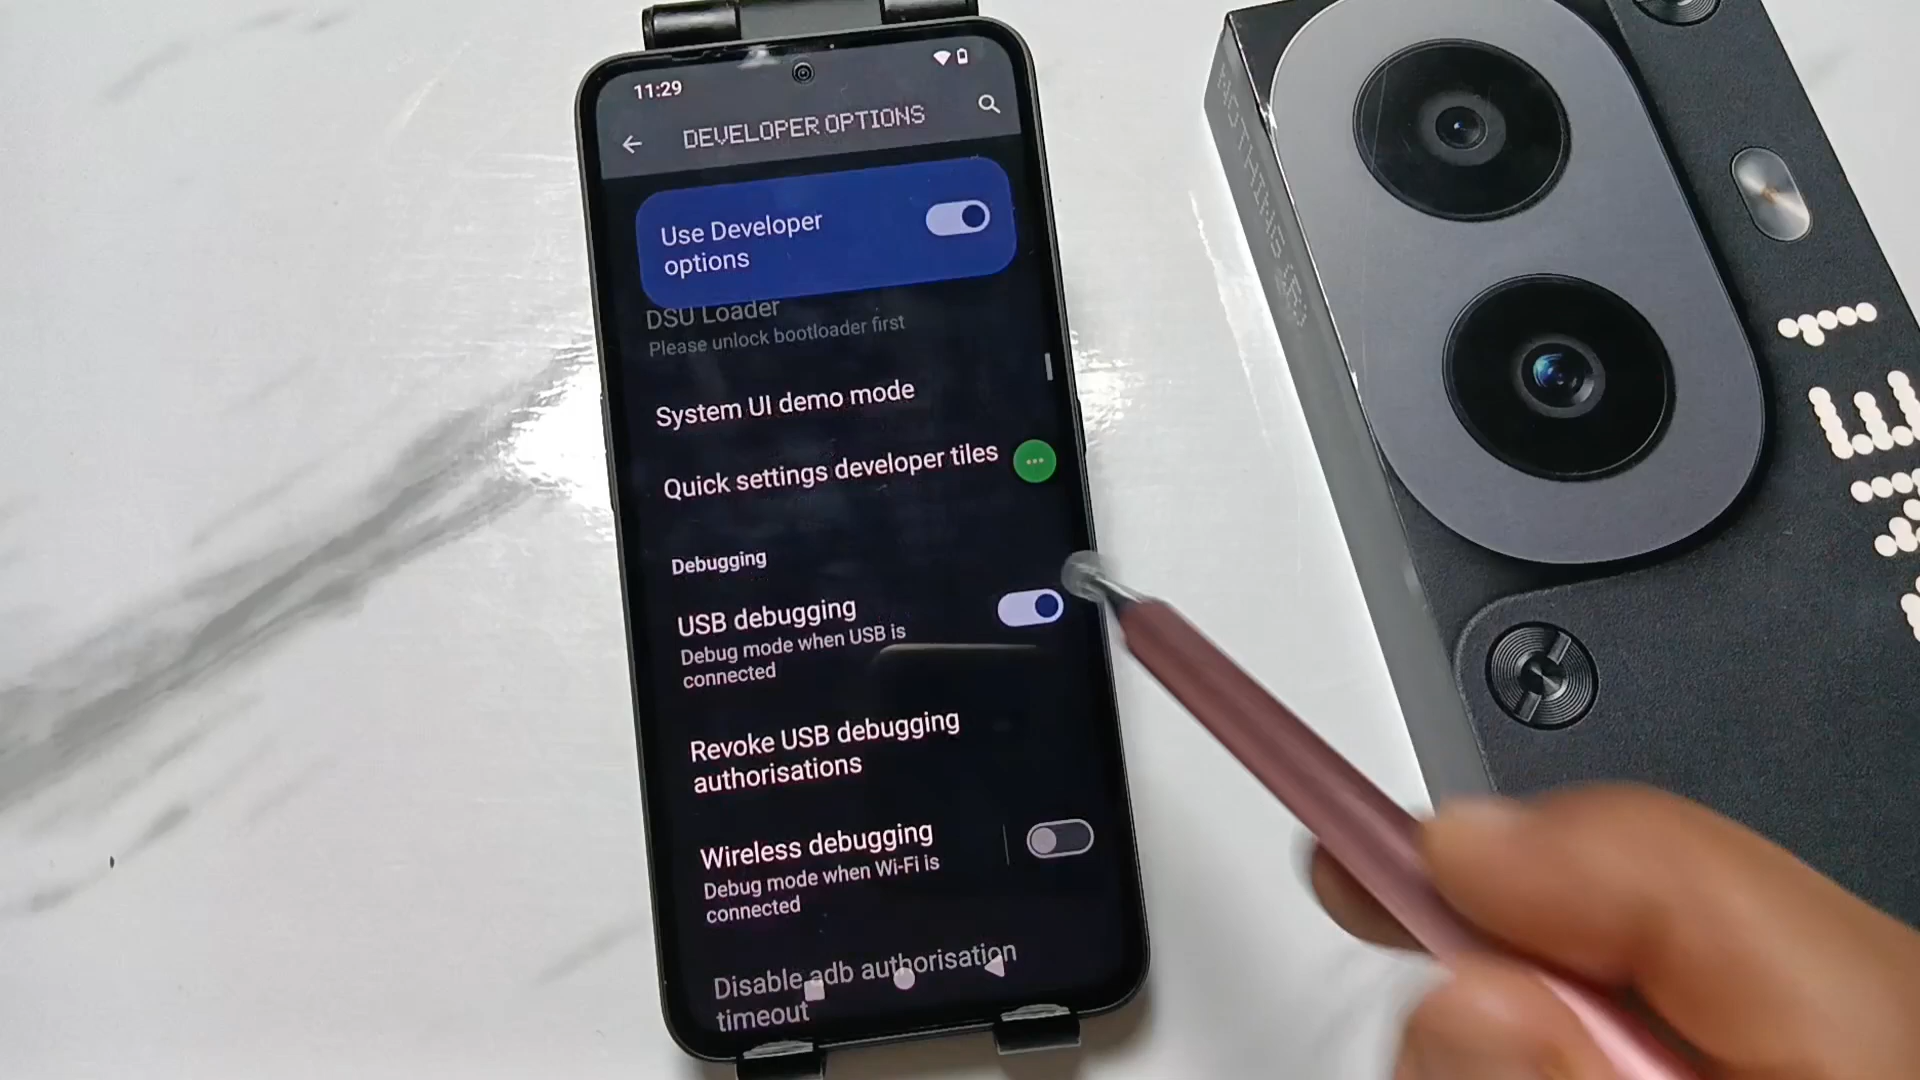 11:29
DEVELOPER OPTIONS
Use Developer
options
DSU Loader
Please unlock bootloader first
System UI demo mode
Quick settings developer tiles
Debugging
USB debugging
Debug mode when USB is
connected
Revoke USB debugging
authorisations
Wireless debugging
Debug mode when Wi-Fi is
connected
Disable adb authorisation
timeout